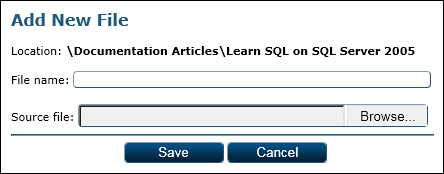 Add New File
Location: \Documentation Articles\Learn SQL on SQL Server 2005
File name:
Source file: Browse...
Save Cancel